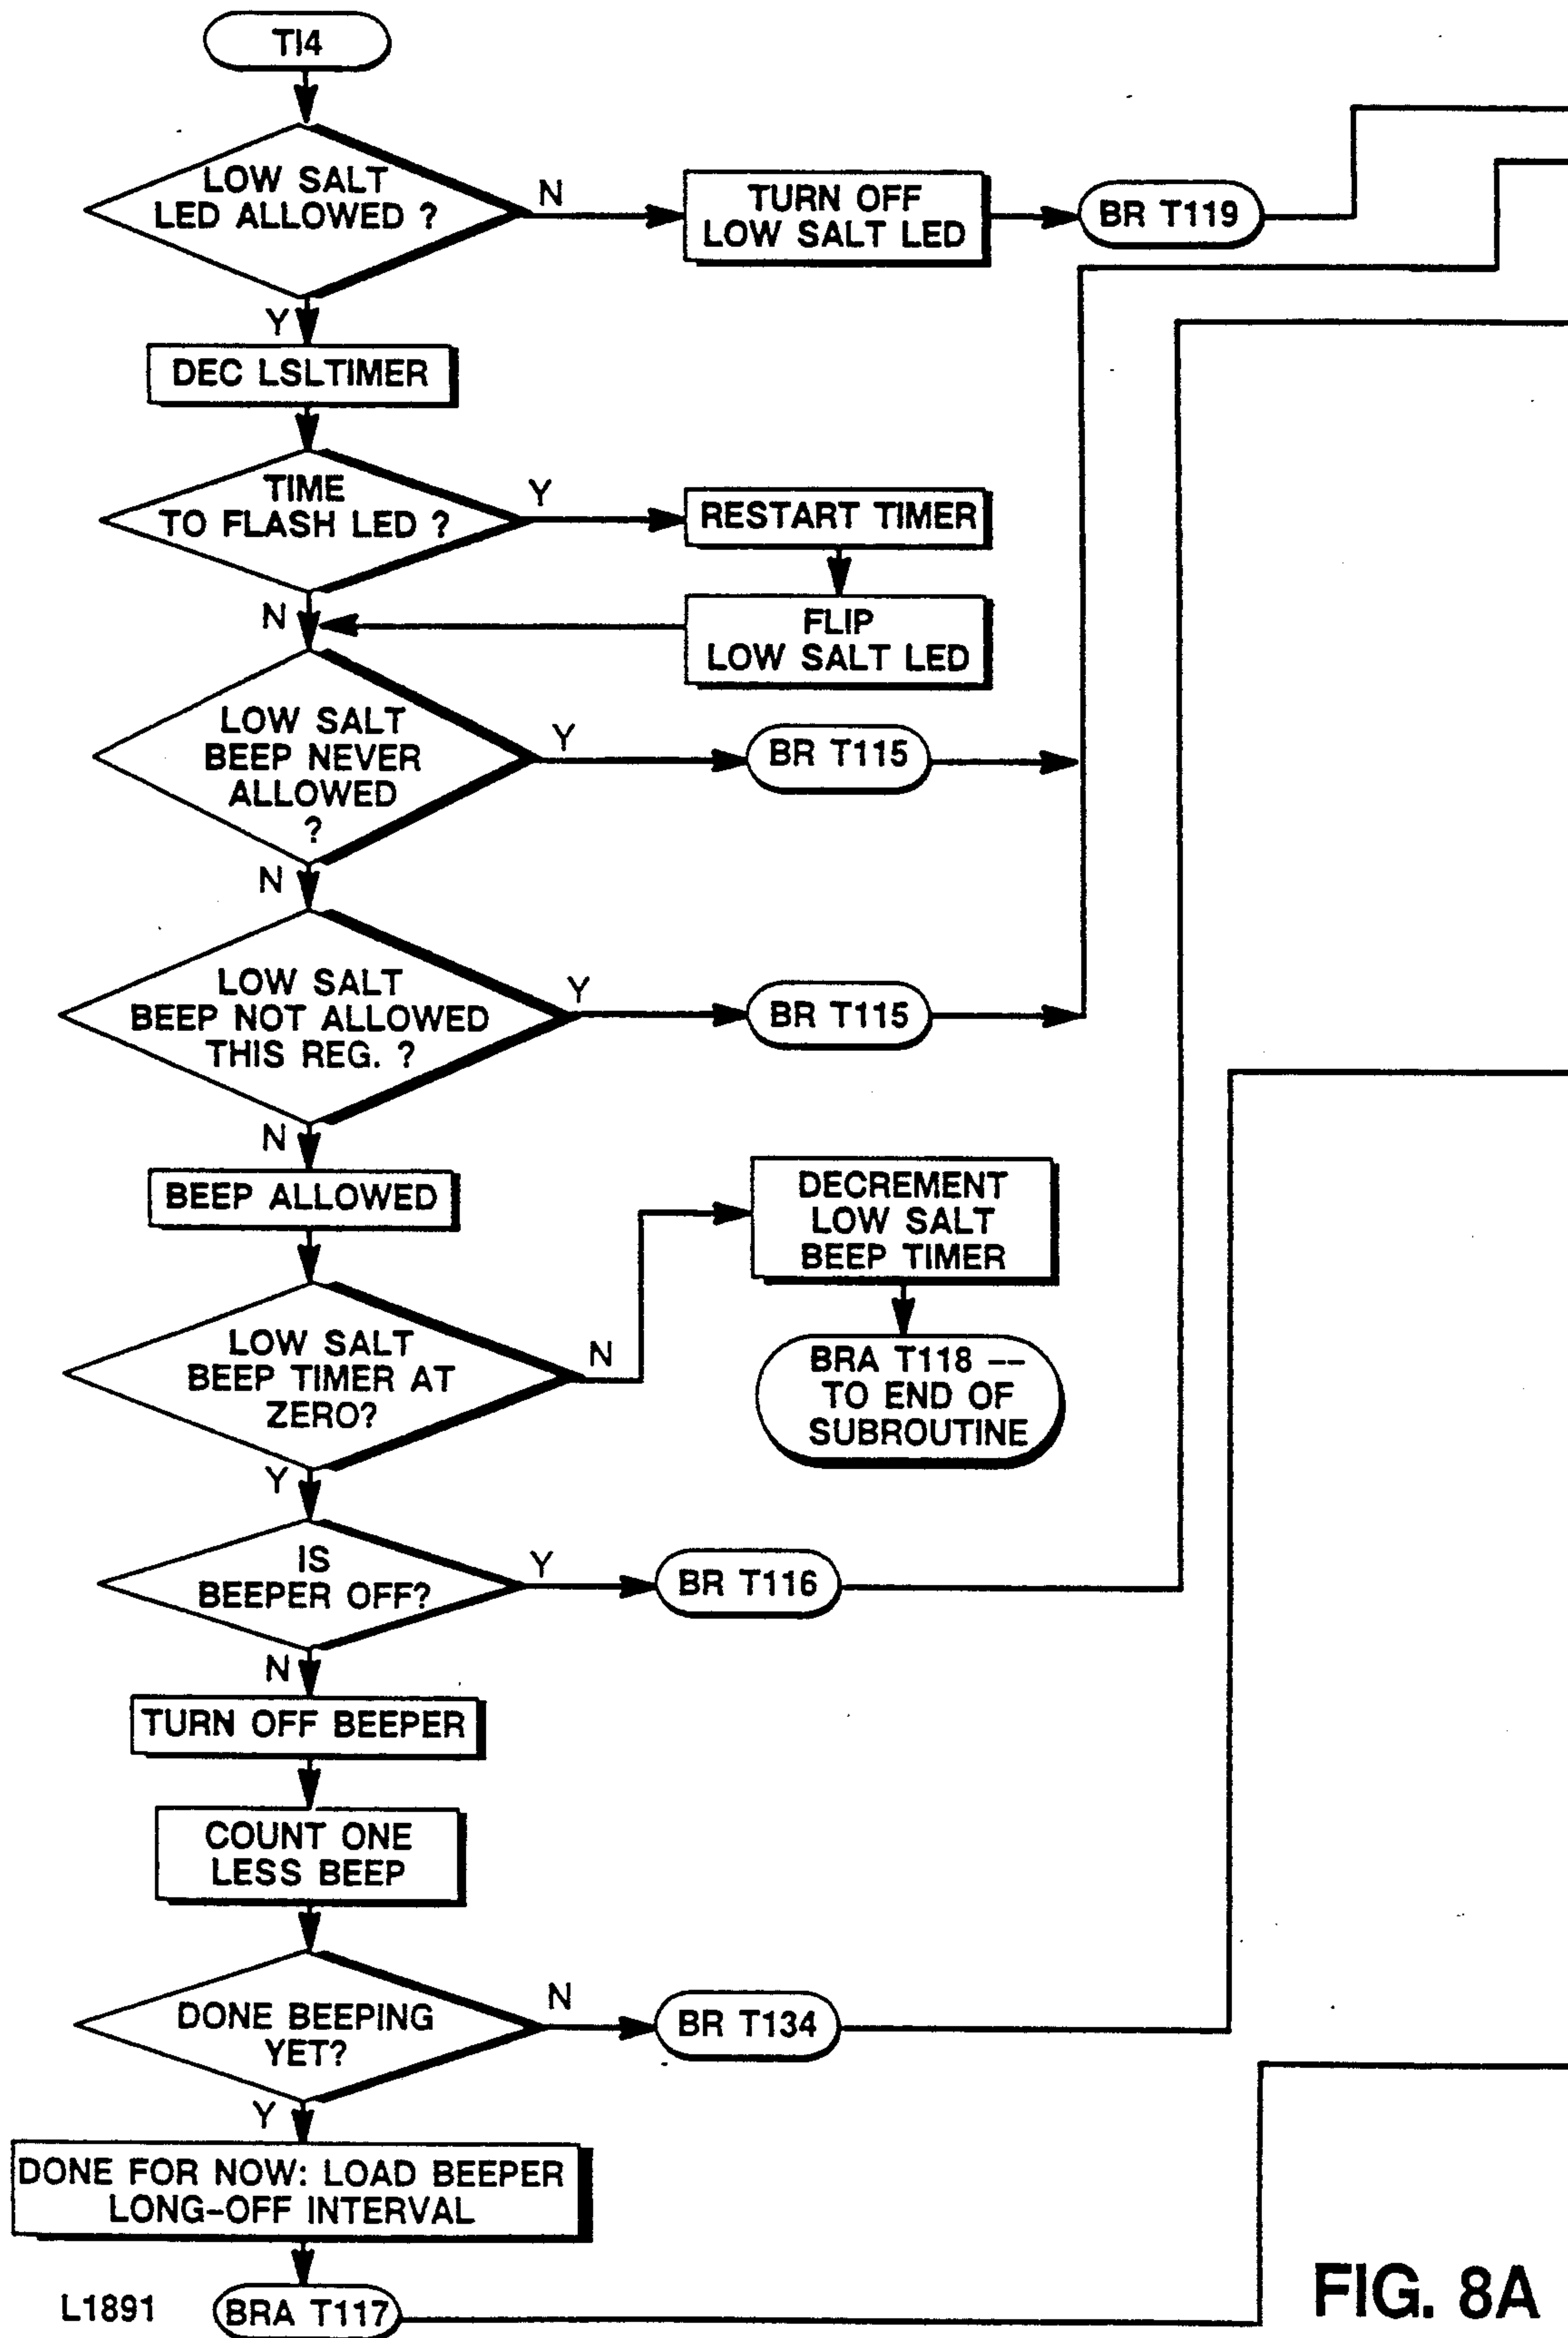 TI4
LOW SALT
LED ALLOWED ?
N
TURN OFF
LOW SALT LED
BR T119
Y
DEC LSLTIMER
TIME
TO FLASH LED ?
Y
RESTART TIMER
N
FLIP
LOW SALT LED
LOW SALT
BEEP NEVER
ALLOWED
?
Y
BR T115
N
LOW SALT
BEEP NOT ALLOWED
THIS REG. ?
Y
BR T115
N
BEEP ALLOWED
DECREMENT
LOW SALT
BEEP TIMER
LOW SALT
BEEP TIMER AT
ZERO?
N
BRA T118 --
TO END OF
SUBROUTINE
Y
IS
BEEPER OFF?
Y
BR T116
N
TURN OFF BEEPER
COUNT ONE
LESS BEEP
DONE BEEPING
YET?
N
BR T134
Y
DONE FOR NOW: LOAD BEEPER
LONG-OFF INTERVAL
L1891
BRA T117
FIG. 8A